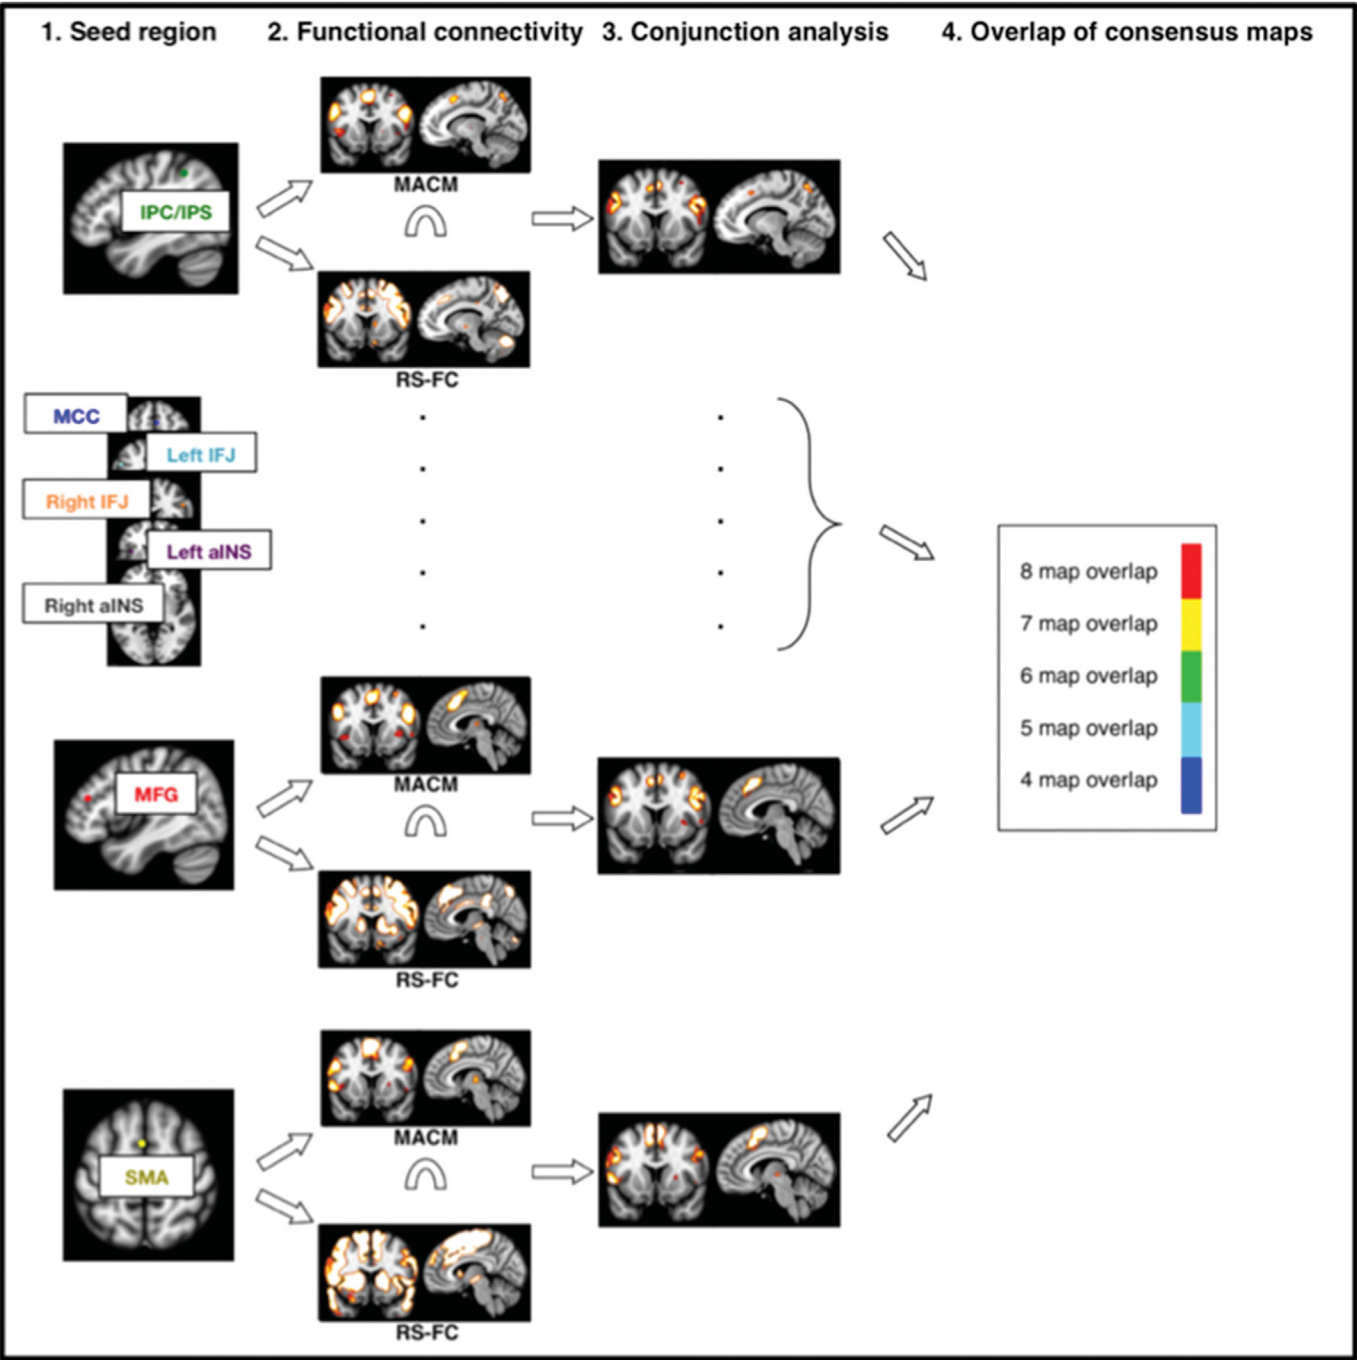 1. Seed region
2. Functional connectivity
3. Conjunction analysis
4. Overlap of consensus maps
IPC/IPS
MACM
RS-FC
MCC
Left IFJ
Right IFJ
Left aINS
Right aINS
8 map overlap
7 map overlap
6 map overlap
5 map overlap
4 map overlap
MFG
MACM
RS-FC
SMA
MACM
RS-FC